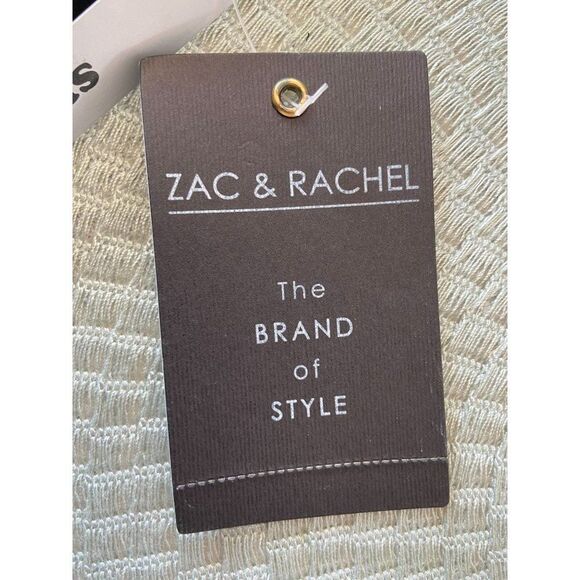 ZAC & RACHEL
The
BRAND
of
STYLE